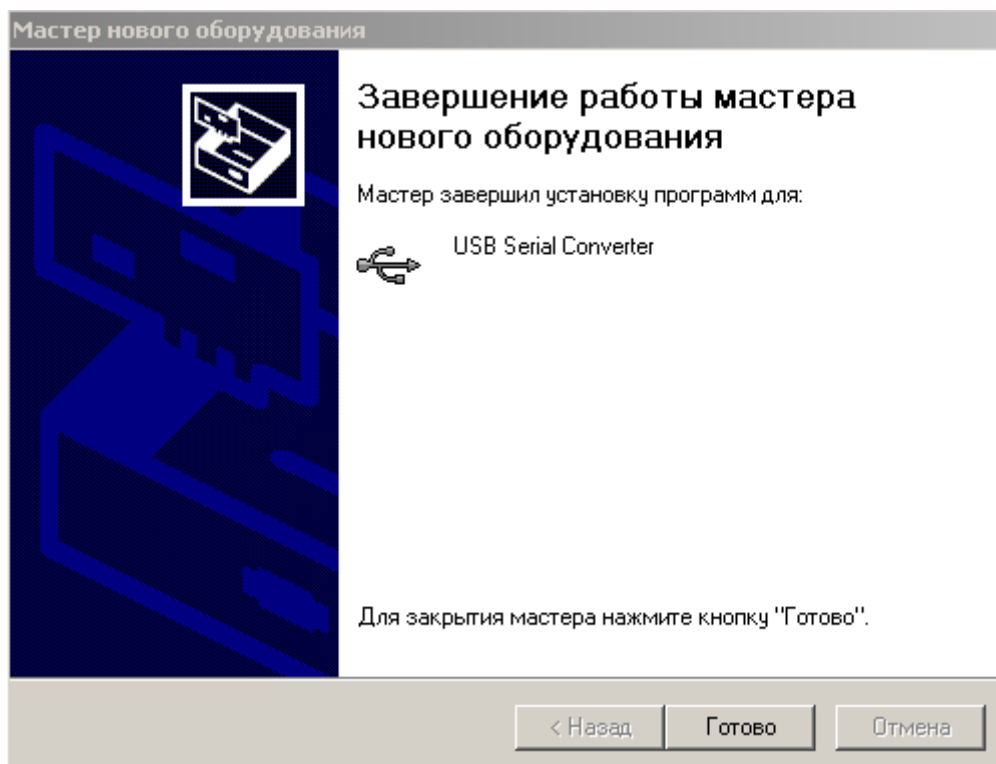 Мастер нового оборудования
Завершение работы мастера
нового оборудования
Мастер завершил установку программ для:
USB Serial Converter
Для закрытия мастера нажмите кнопку "Готово".
< Назад
Готово
Отмена